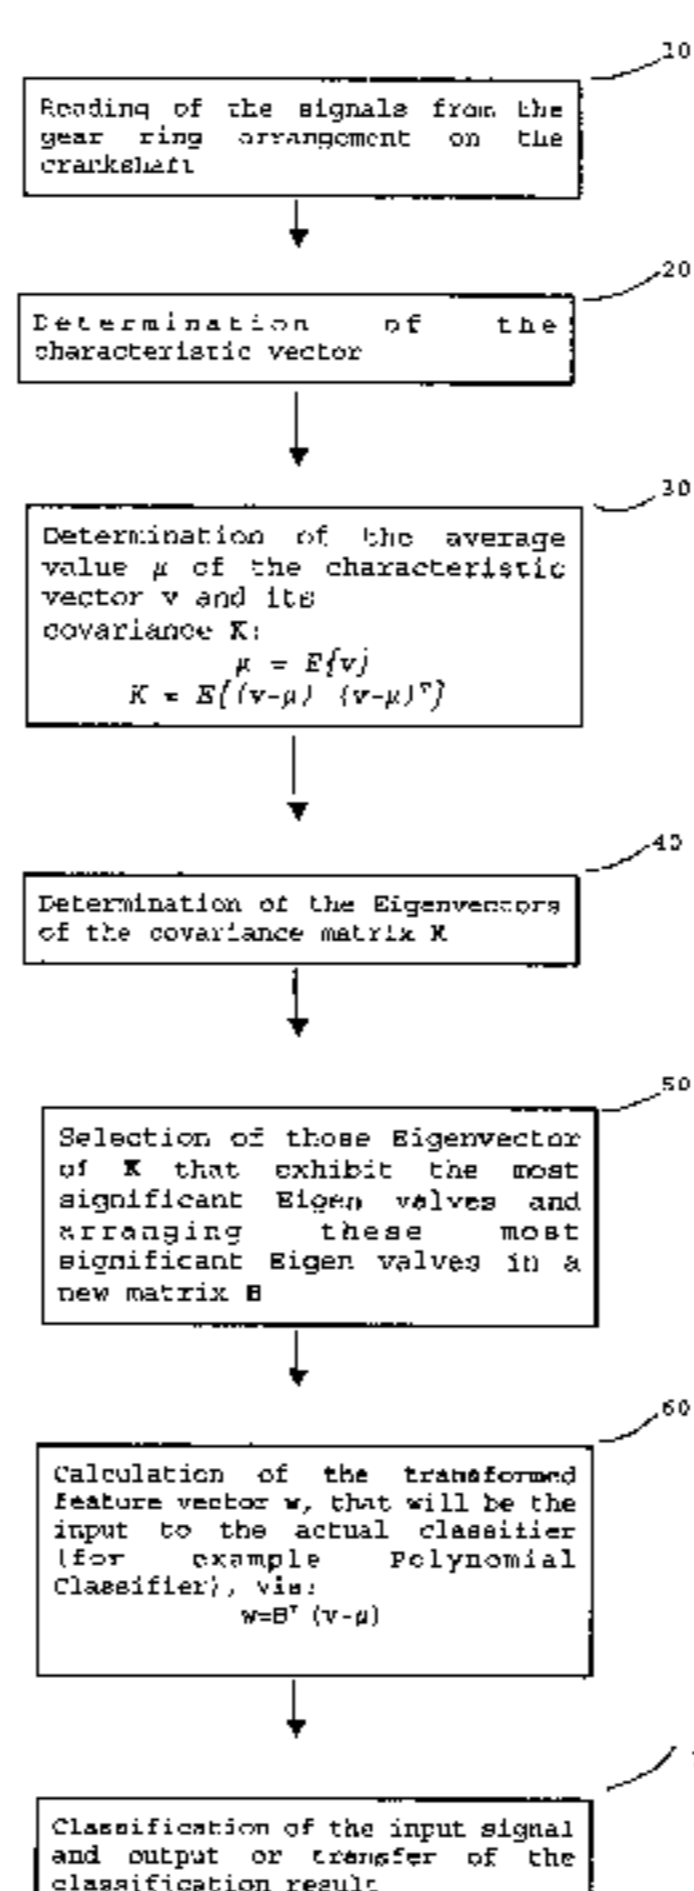 10
Reading of the signals from the
gear ring arrangement on the
crankshaft
20
Determination of the
characteristic vector
30
Determination of the average
value μ of the characteristic
vector v and its
covariance K:
μ = E{v}
K = E{(v-μ) (v-μ)ᵀ}
40
Determination of the Eigenvectors
of the covariance matrix K
50
Selection of those Eigenvector
of K that exhibit the most
significant Eigen valves and
arranging these most
significant Eigen valves in a
new matrix B
60
Calculation of the transformed
feature vector w, that will be the
input to the actual classifier
(for example Polynomial
Classifier), via:
w=Bᵀ (v-μ)
Classification of the input signal
and output or transfer of the
classification result